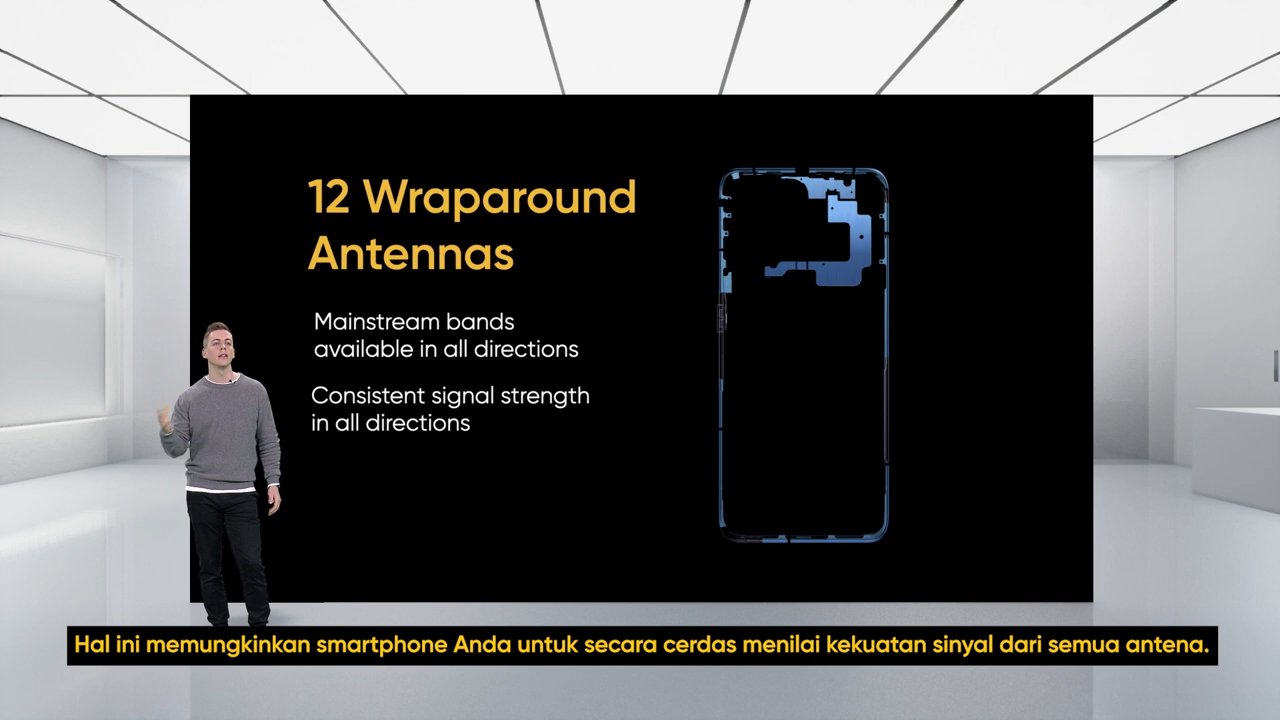 12 Wraparound
Antennas
Mainstream bands
available in all directions
Consistent signal strength
in all directions
Hal ini memungkinkan smartphone Anda untuk secara cerdas menilai kekuatan sinyal dari semua antena.